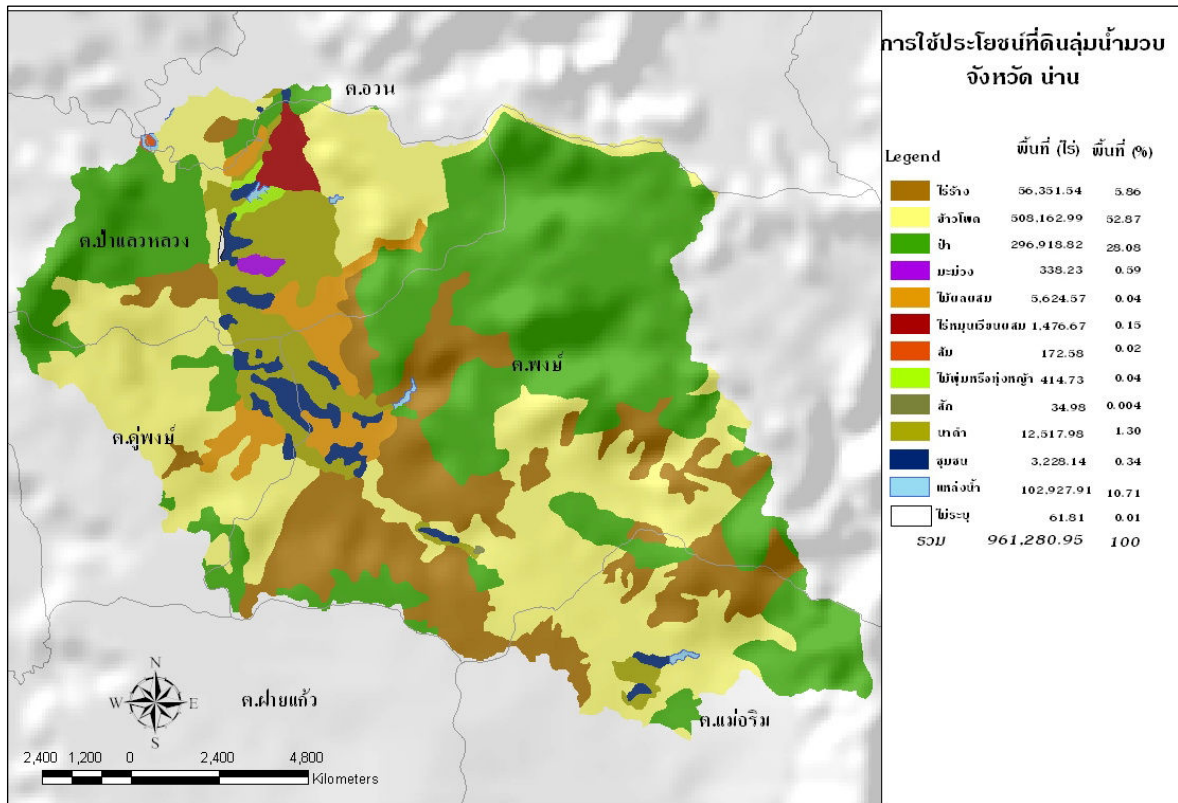 การใช้ประโยชน์ที่ดินลุ่มน้ำมวบ
จังหวัด น่าน
Legend พื้นที่ (ไร่) พื้นที่ (%)
ไร่ร้าง 56,351.54 5.86
ข้าวโพด 508,162.99 52.87
ป่า 296,918.82 28.08
มะม่วง 338.23 0.59
ไม้ผลผสม 5,624.57 0.04
ไร่หมุนเวียนผสม 1,476.67 0.15
ส้ม 172.58 0.02
ไม้พุ่มหรือทุ่งหญ้า 414.73 0.04
สัก 34.98 0.004
นาดำ 12,517.98 1.30
ชุมชน 3,228.14 0.34
แหล่งน้ำ 102,927.91 10.71
ไม่ระบุ 61.81 0.01
รวม 961,280.95 100
ต.อวน
ต.ป่าแลวหลวง
ต.พงษ์
ต.ดู่พงษ์
ต.ฝายแก้ว
ต.แม่จริม
N
W E
S
2,400 1,200 0 2,400 4,800
Kilometers